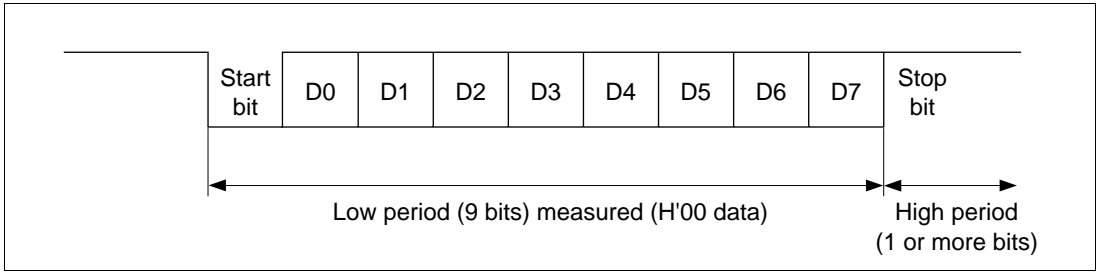 Start
bit
D0 D1 D2 D3 D4 D5 D6 D7
Stop
bit
Low period (9 bits) measured (H'00 data)
High period
(1 or more bits)